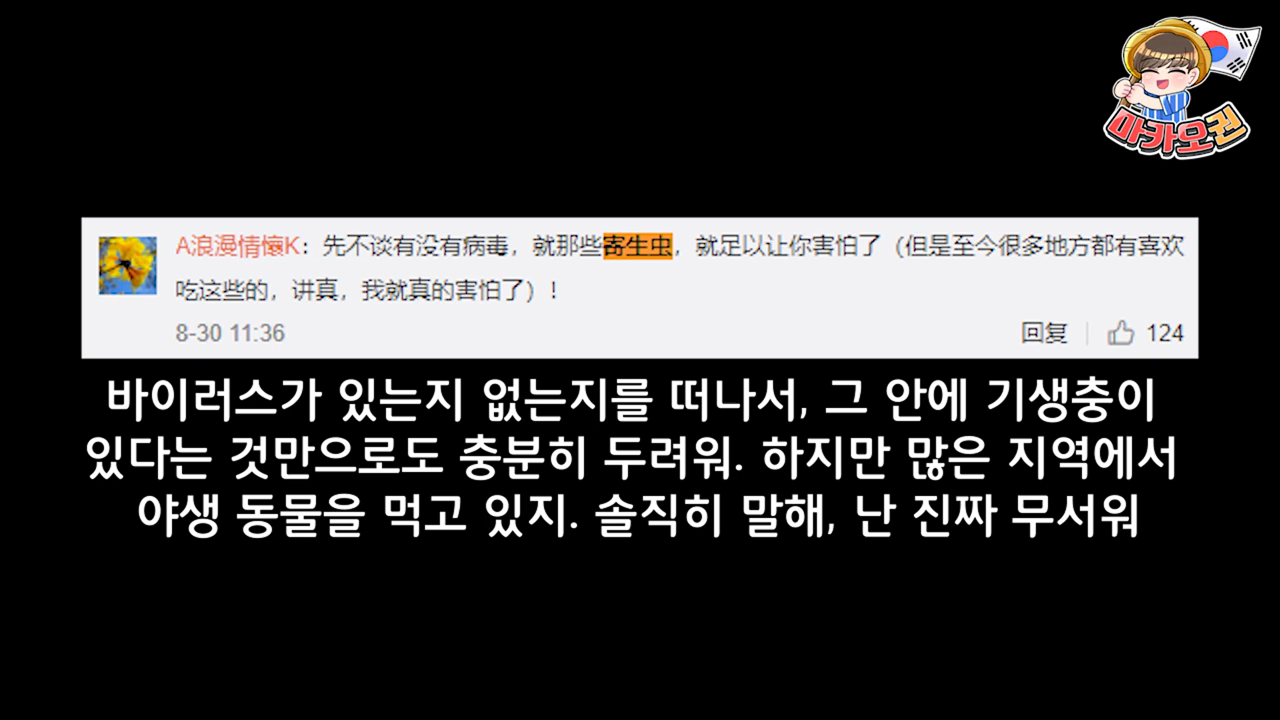 마카오권
A浪漫情懷K：先不谈有没有病毒，就那些寄生虫，就足以让你害怕了（但是至今很多地方都有喜欢
吃这些的，讲真，我就真的害怕了）！
8-30 11:36
回复
124
바이러스가 있는지 없는지를 떠나서, 그 안에 기생충이
있다는 것만으로도 충분히 두려워. 하지만 많은 지역에서
야생 동물을 먹고 있지. 솔직히 말해, 난 진짜 무서워